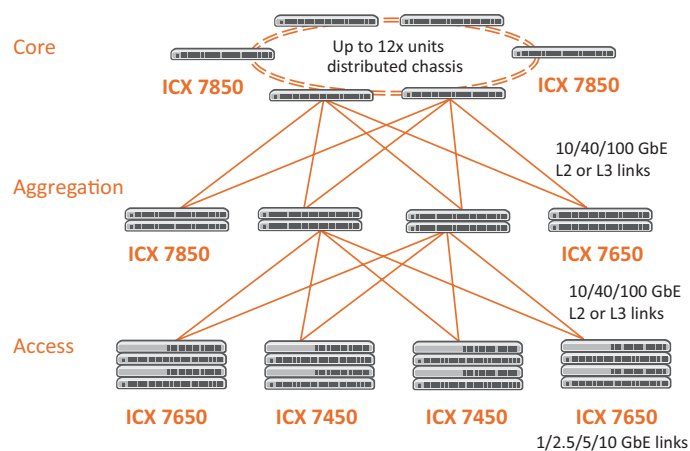 Core
Up to 12x units
distributed chassis
ICX 7850
ICX 7850
10/40/100 GbE
L2 or L3 links
Aggregation
ICX 7850
ICX 7650
10/40/100 GbE
L2 or L3 links
Access
ICX 7650
ICX 7450
ICX 7450
ICX 7650
1/2.5/5/10 GbE links